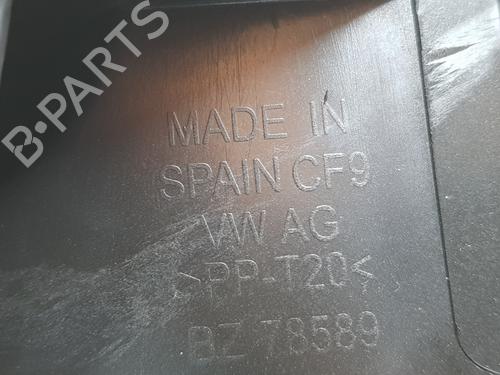 B-PARTS
MADE IN
SPAIN CF9
VW AG
>PP-T20<
BZ 78589